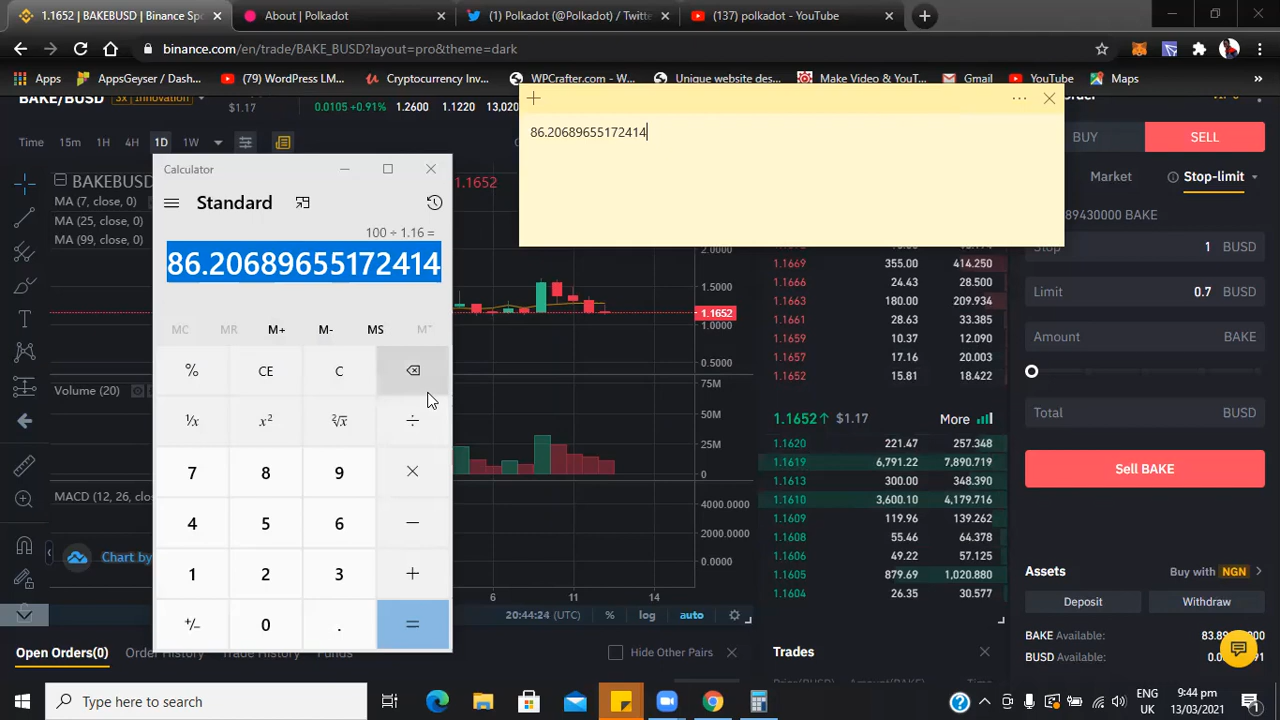 1.1652 | BAKEBUSD | Binance Sp
About | Polkadot
(1) Polkadot (@Polkadot) / Twitte
(137) polkadot - YouTube
binance.com/en/trade/BAKE_BUSD?layout=pro&theme=dark
Apps
AppsGeyser / Dash...
(79) WordPress LM...
Cryptocurrency Inv...
WPCrafter.com - W...
Unique website des...
Make Video & YouT...
Gmail
YouTube
Maps
BAKE/BUSD 3x Innovation
$1.17
0.0105 +0.91%
1.2600
1.1220
Time 15m 1H 4H 1D 1W
86.20689655172414
BUY
SELL
Market
Stop-limit
89430000 BAKE
Stop 1 BUSD
Limit 0.7 BUSD
Amount BAKE
Total BUSD
Sell BAKE
Assets Buy with NGN
Deposit Withdraw
BAKE Available: 83.89
BUSD Available:
Calculator
Standard
100 ÷ 1.16 =
86.20689655172414
MC MR M+ M- MS
% CE C
¹/x x² ²√x ÷
7 8 9 ×
4 5 6 −
1 2 3 +
+/- 0 . =
BAKEBUSD
1.1652
MA (7, close, 0)
MA (25, close, 0)
MA (99, close, 0)
Volume (20)
MACD (12, 26, clo
Chart by
2.0000
1.5000
1.1652
1.0000
0.5000
75M
50M
25M
0
4000.0000
2000.0000
0.0000
6 11 14
20:44:24 (UTC) % log auto
1.1669 355.00 414.250
1.1666 24.43 28.500
1.1663 180.00 209.934
1.1661 28.63 33.385
1.1659 10.37 12.090
1.1657 17.16 20.003
1.1652 15.81 18.422
1.1652↑ $1.17 More
1.1620 221.47 257.348
1.1619 6,791.22 7,890.719
1.1613 300.00 348.390
1.1610 3,600.10 4,179.716
1.1609 119.96 139.262
1.1608 55.46 64.378
1.1606 49.22 57.125
1.1605 879.69 1,020.880
1.1604 26.35 30.577
Open Orders(0) Order History Trade History Funds
Hide Other Pairs
Trades
Price(BUSD) Amount(BAKE) Time
Type here to search
ENG
UK
9:44 pm
13/03/2021